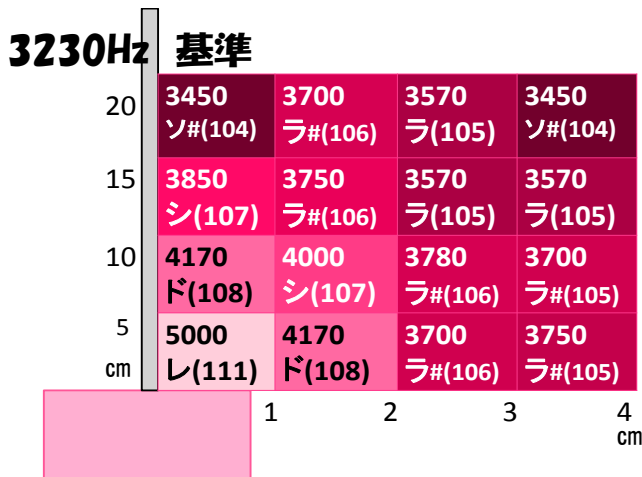 3230Hz 基準
20
3450 3700 3570 3450
ソ#(104) ラ#(106) ラ(105) ソ#(104)
15
3850 3750 3570 3570
シ(107) ラ#(106) ラ(105) ラ(105)
10
4170 4000 3780 3700
ド(108) シ(107) ラ#(106) ラ#(105)
5
5000 4170 3700 3750
cm
レ(111) ド(108) ラ#(106) ラ#(105)
1 2 3 4
cm